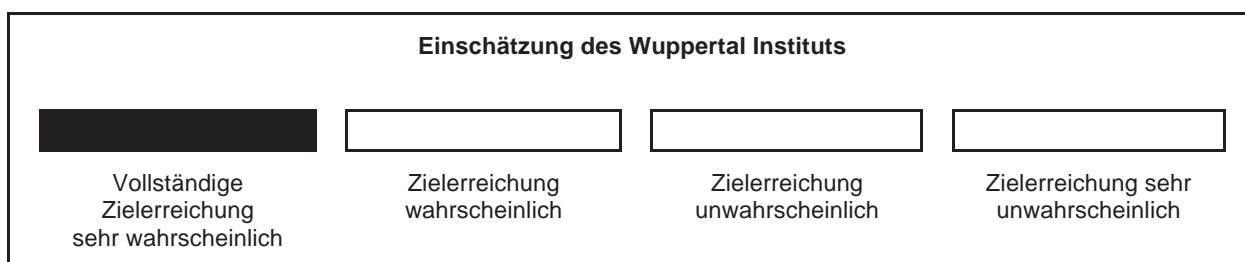 Einschätzung des Wuppertal Instituts
Vollständige
Zielerreichung
sehr wahrscheinlich
Zielerreichung
wahrscheinlich
Zielerreichung
unwahrscheinlich
Zielerreichung sehr
unwahrscheinlich